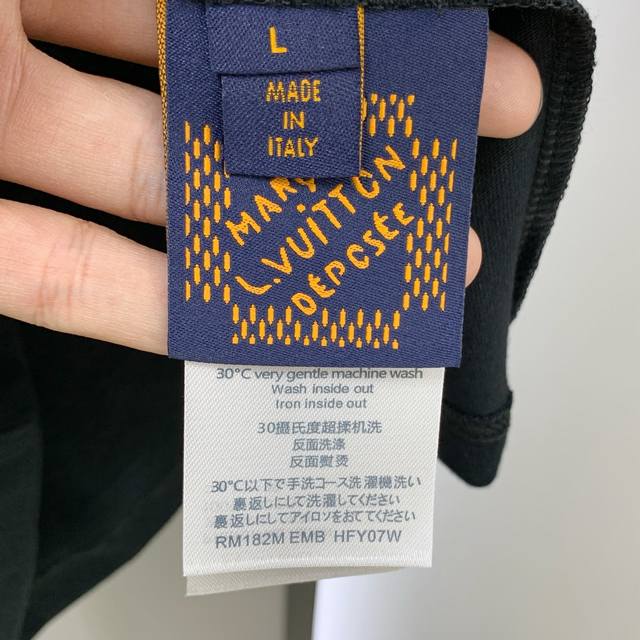 L
MADE
IN
ITALY
MARQ
L.VUITTON
DÉPOSÉE
30°C very gentle machine wash
Wash inside out
Iron inside out
30摄氏度超揉机洗
反面洗涤
反面熨烫
30℃以下で手洗コース洗濯機洗い
裏返しにして洗濯してください
裏返しにしてアイロソをおててください
RM182M EMB HFY07W